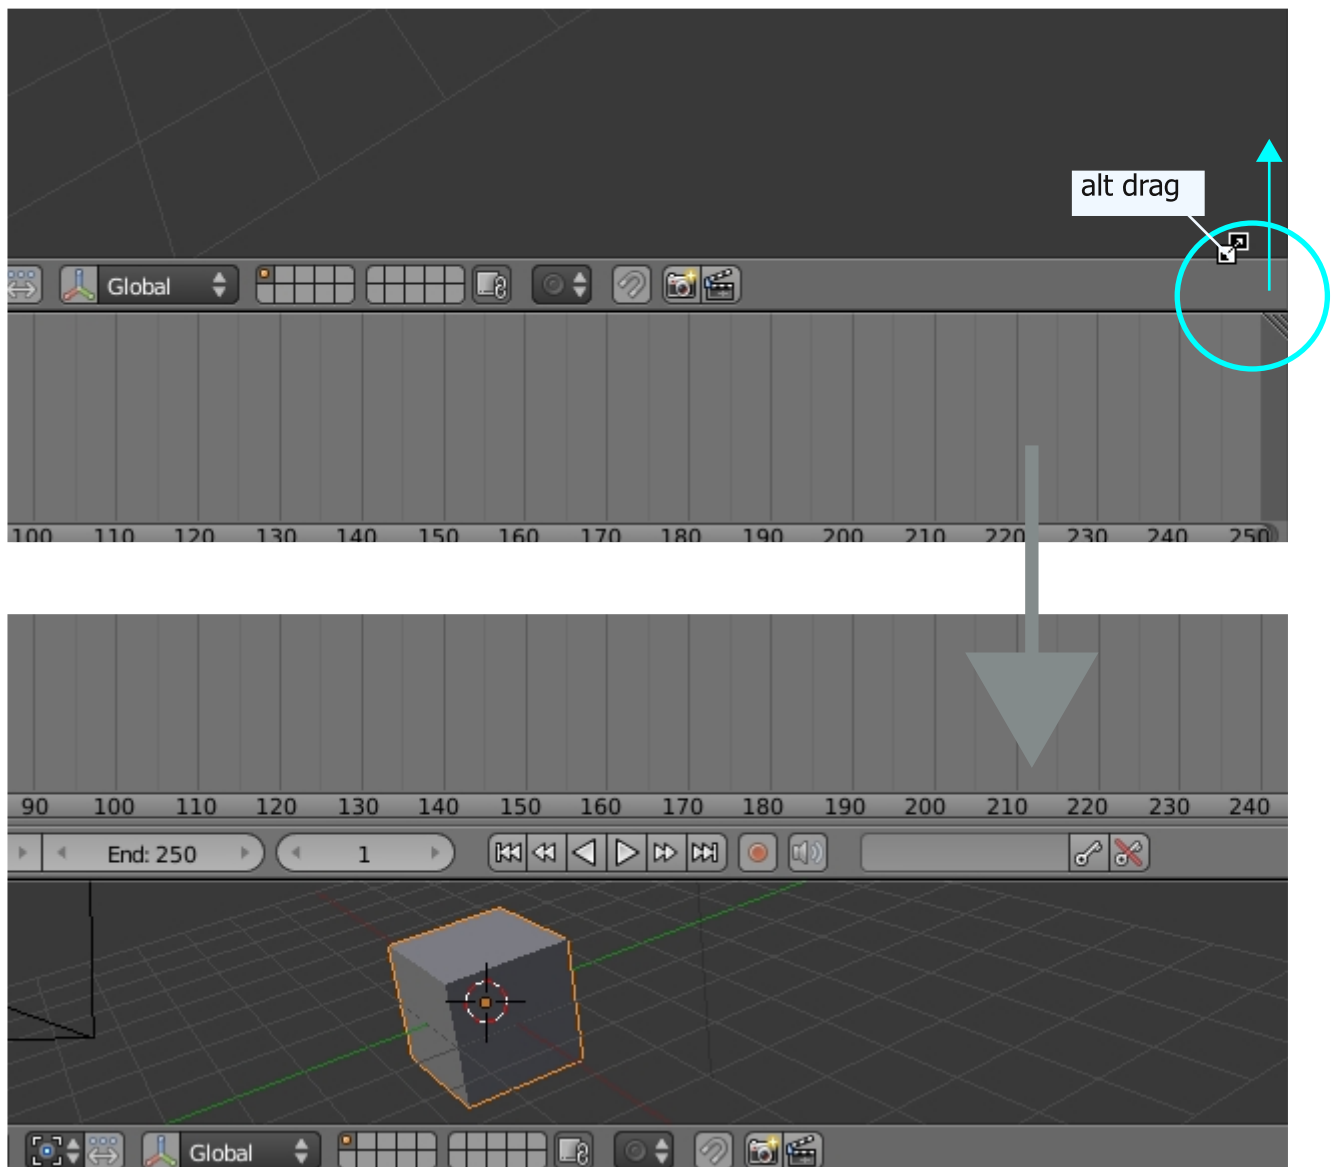 alt drag
Global
100 110 120 130 140 150 160 170 180 190 200 210 220 230 240 250
90 100 110 120 130 140 150 160 170 180 190 200 210 220 230 240
End: 250 1
Global